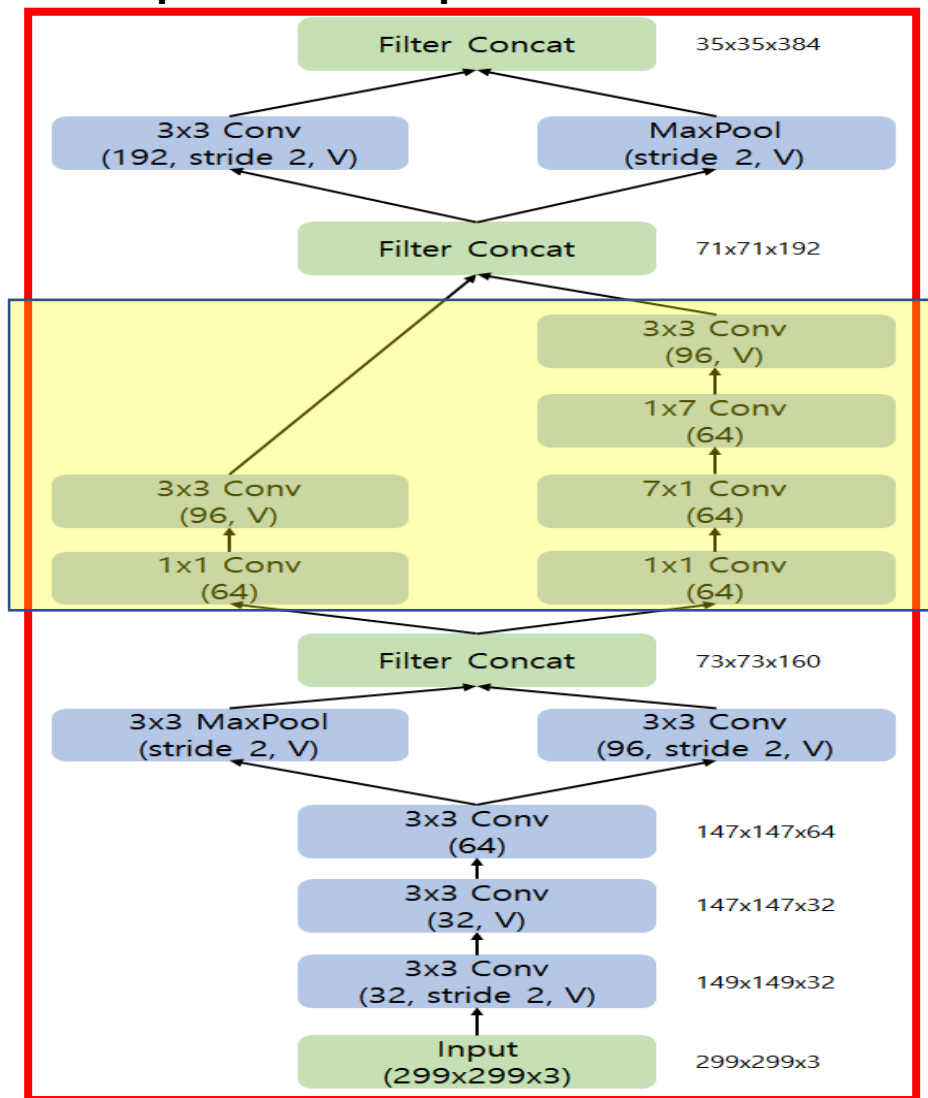 Filter Concat
35x35x384
3x3 Conv
(192, stride 2, V)
MaxPool
(stride 2, V)
Filter Concat
71x71x192
3x3 Conv
(96, V)
1x7 Conv
(64)
3x3 Conv
(96, V)
7x1 Conv
(64)
1x1 Conv
(64)
1x1 Conv
(64)
Filter Concat
73x73x160
3x3 MaxPool
(stride 2, V)
3x3 Conv
(96, stride 2, V)
3x3 Conv
(64)
147x147x64
3x3 Conv
(32, V)
147x147x32
3x3 Conv
(32, stride 2, V)
149x149x32
Input
(299x299x3)
299x299x3